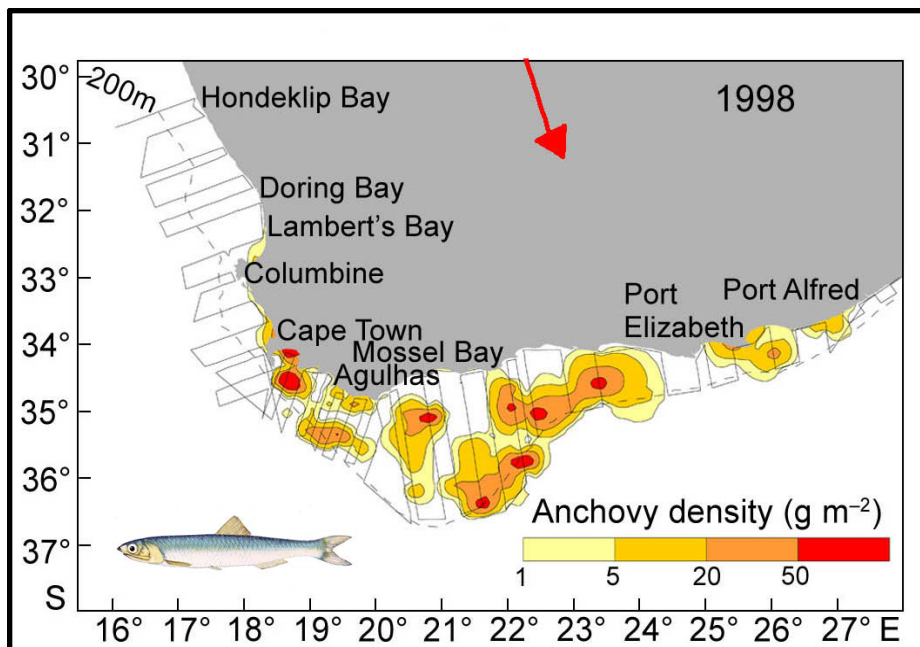 30°
200m
Hondeklip Bay
1998
31°
Doring Bay
32°
Lambert's Bay
33°
Columbine
Port Elizabeth
Port Alfred
Cape Town
34°
Mossel Bay
Agulhas
35°
36°
Anchovy density (g m⁻²)
37°
1 5 20 50
S
16° 17° 18° 19° 20° 21° 22° 23° 24° 25° 26° 27° E